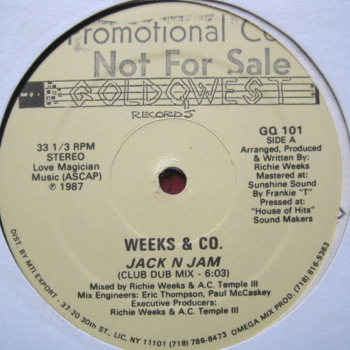 Promotional Co
Not For Sale
GOLDQWEST
RECORDS
33 1/3 RPM
STEREO
Love Magician
Music (ASCAP)
℗ 1987
GQ 101
SIDE A
Arranged, Produced
& Written By:
Richie Weeks
Mastered at:
Sunshine Sound
By Frankie "T"
Pressed at:
"House of Hits"
Sound Makers
WEEKS & CO.
JACK N JAM
(CLUB DUB MIX - 6:03)
Mixed by Richie Weeks & A.C. Temple III
Mix Engineers: Eric Thompson, Paul McCaskey
Executive Producers:
Richie Weeks & A.C. Temple III
DIST. BY MTI EXPORT - 37-20 30th ST., LIC, NY 11101 (718) 786-8473 OMEGA MIX PROD. (718) 816-5363